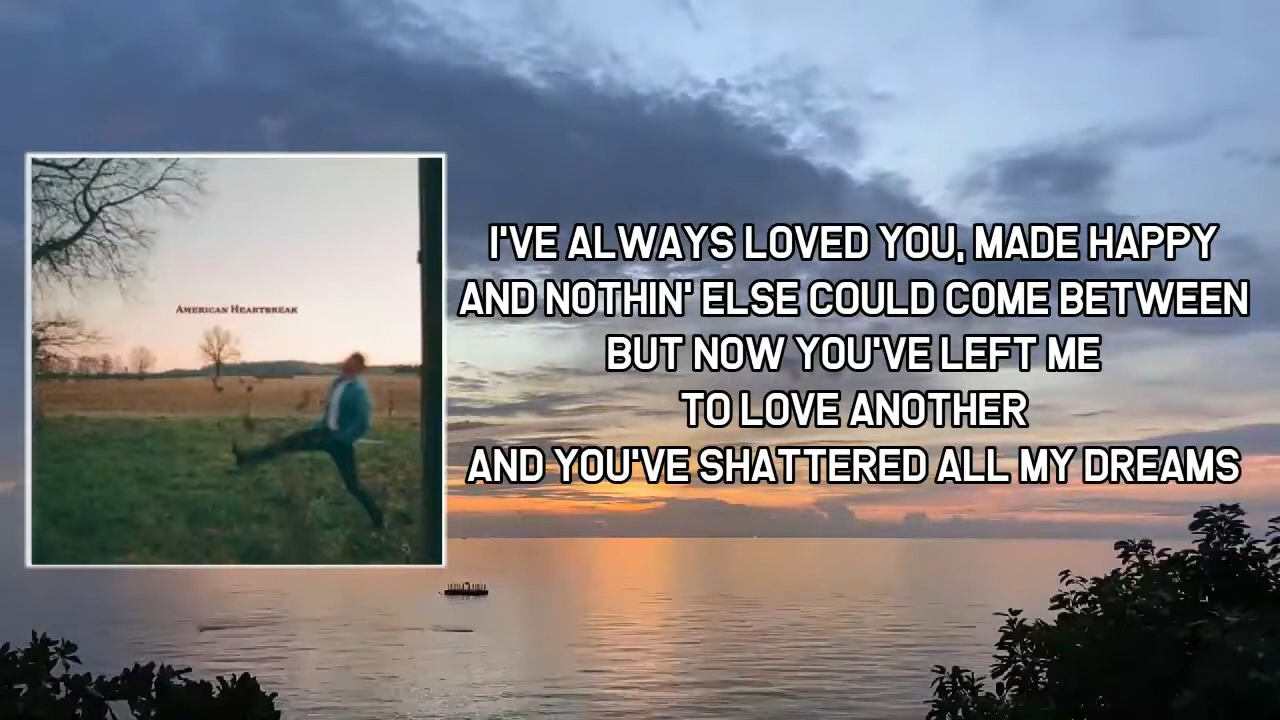 AMERICAN HEARTBREAK
I'VE ALWAYS LOVED YOU, MADE HAPPY
AND NOTHIN' ELSE COULD COME BETWEEN
BUT NOW YOU'VE LEFT ME
TO LOVE ANOTHER
AND YOU'VE SHATTERED ALL MY DREAMS